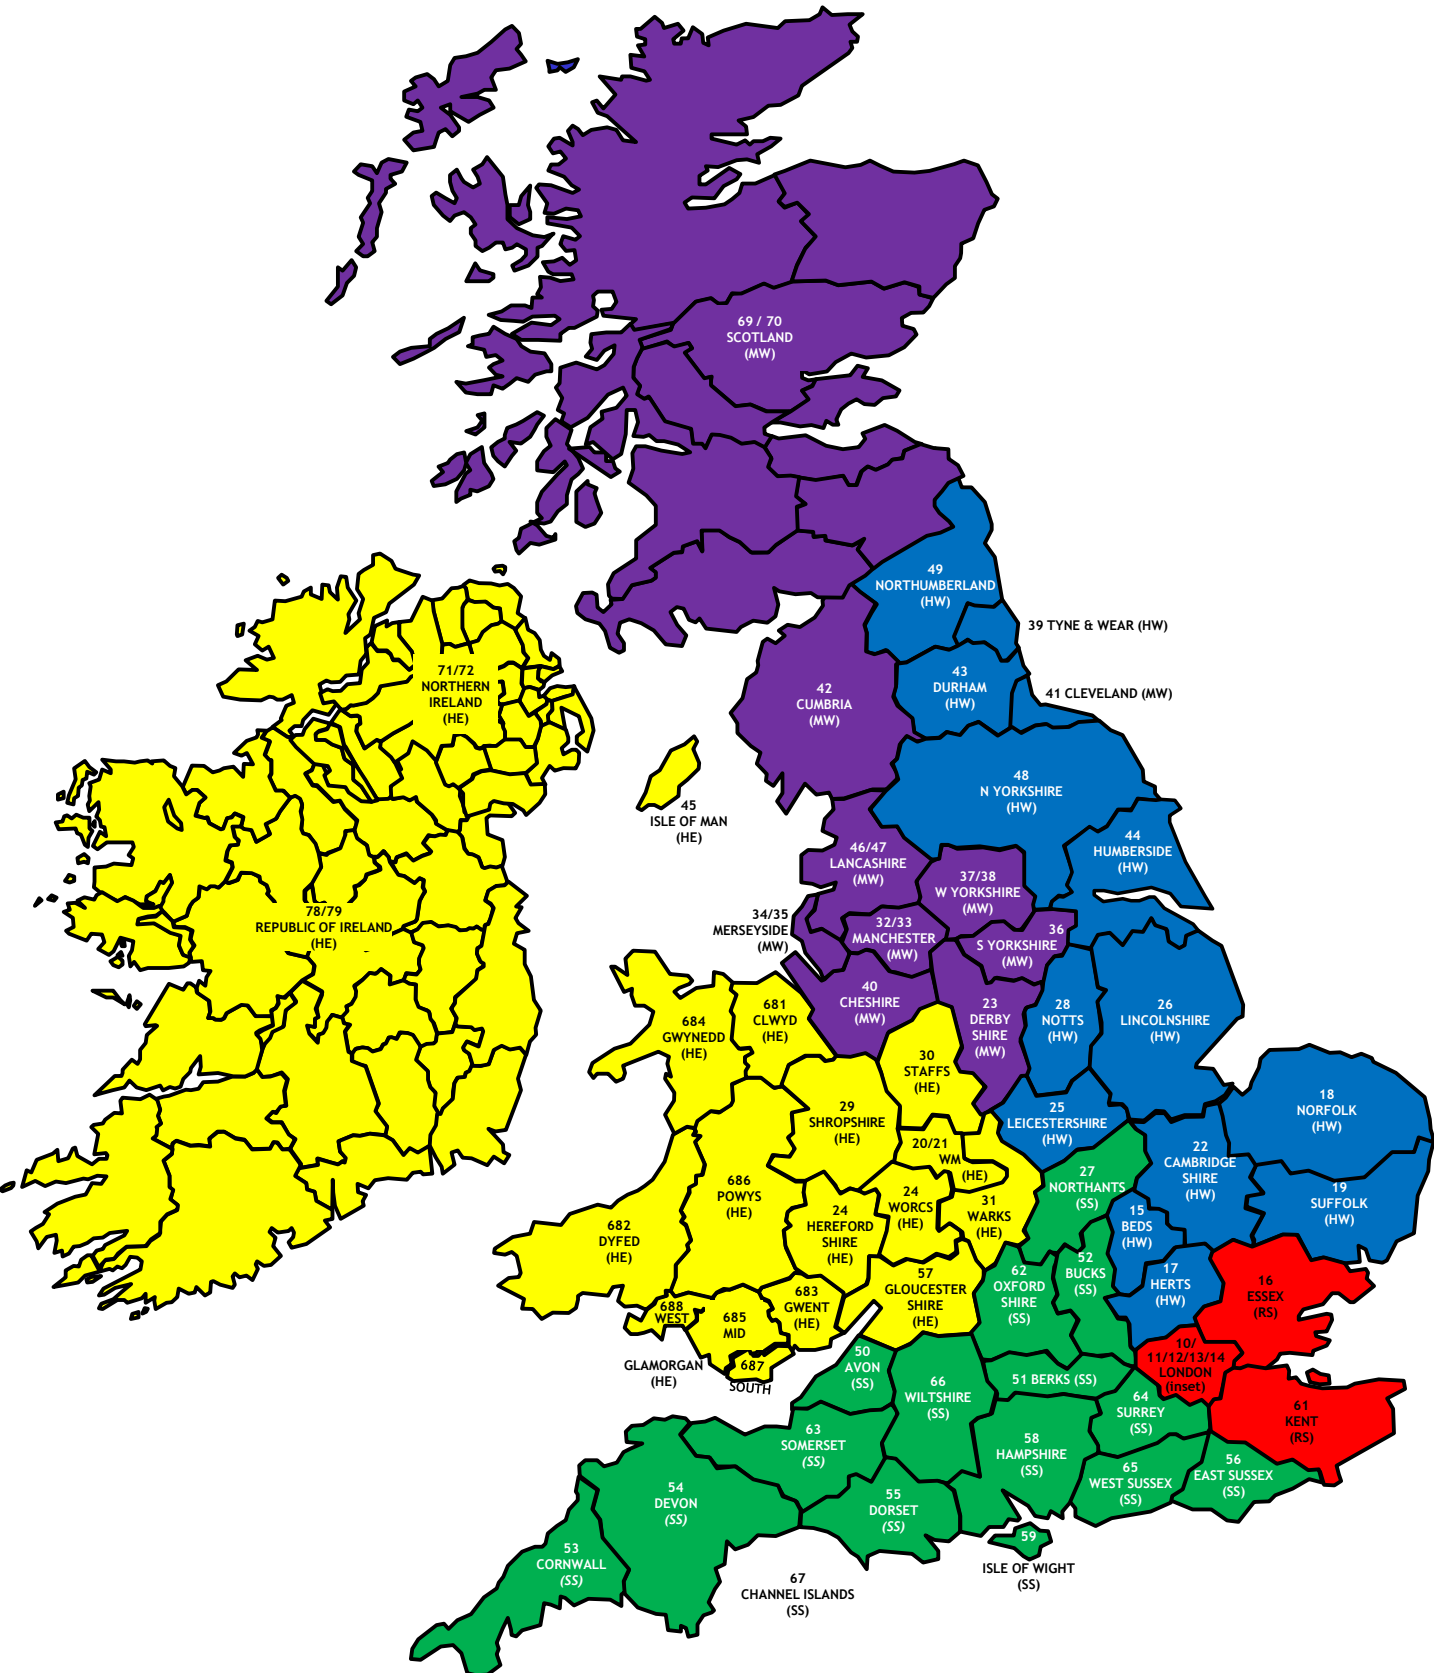 69 / 70
SCOTLAND
(MW)
49
NORTHUMBERLAND
(HW)
39 TYNE & WEAR (HW)
71/72
NORTHERN
IRELAND
(HE)
42
CUMBRIA
(MW)
43
DURHAM
(HW)
41 CLEVELAND (MW)
45
ISLE OF MAN
(HE)
48
N YORKSHIRE
(HW)
44
HUMBERSIDE
(HW)
46/47
LANCASHIRE
(MW)
37/38
W YORKSHIRE
(MW)
78/79
REPUBLIC OF IRELAND
(HE)
34/35
MERSEYSIDE
(MW)
32/33
MANCHESTER
(MW)
36
S YORKSHIRE
(MW)
40
CHESHIRE
(MW)
23
DERBY
SHIRE
(MW)
28
NOTTS
(HW)
26
LINCOLNSHIRE
(HW)
684
GWYNEDD
(HE)
681
CLWYD
(HE)
30
STAFFS
(HE)
29
SHROPSHIRE
(HE)
25
LEICESTERSHIRE
(HW)
18
NORFOLK
(HW)
20/21
WM
(HE)
22
CAMBRIDGE
SHIRE
(HW)
19
SUFFOLK
(HW)
686
POWYS
(HE)
24
WORCS
(HE)
27
NORTHANTS
(SS)
682
DYFED
(HE)
24
HEREFORD
SHIRE
(HE)
31
WARKS
(HE)
15
BEDS
(HW)
52
BUCKS
(SS)
57
GLOUCESTER
SHIRE
(HE)
62
OXFORD
SHIRE
(SS)
17
HERTS
(HW)
16
ESSEX
(RS)
688
WEST
685
MID
683
GWENT
(HE)
687
SOUTH
GLAMORGAN
(HE)
50
AVON
(SS)
66
WILTSHIRE
(SS)
51 BERKS (SS)
10/
11/12/13/14
LONDON
(inset)
64
SURREY
(SS)
61
KENT
(RS)
63
SOMERSET
(SS)
58
HAMPSHIRE
(SS)
65
WEST SUSSEX
(SS)
56
EAST SUSSEX
(SS)
54
DEVON
(SS)
55
DORSET
(SS)
53
CORNWALL
(SS)
59
ISLE OF WIGHT
(SS)
67
CHANNEL ISLANDS
(SS)